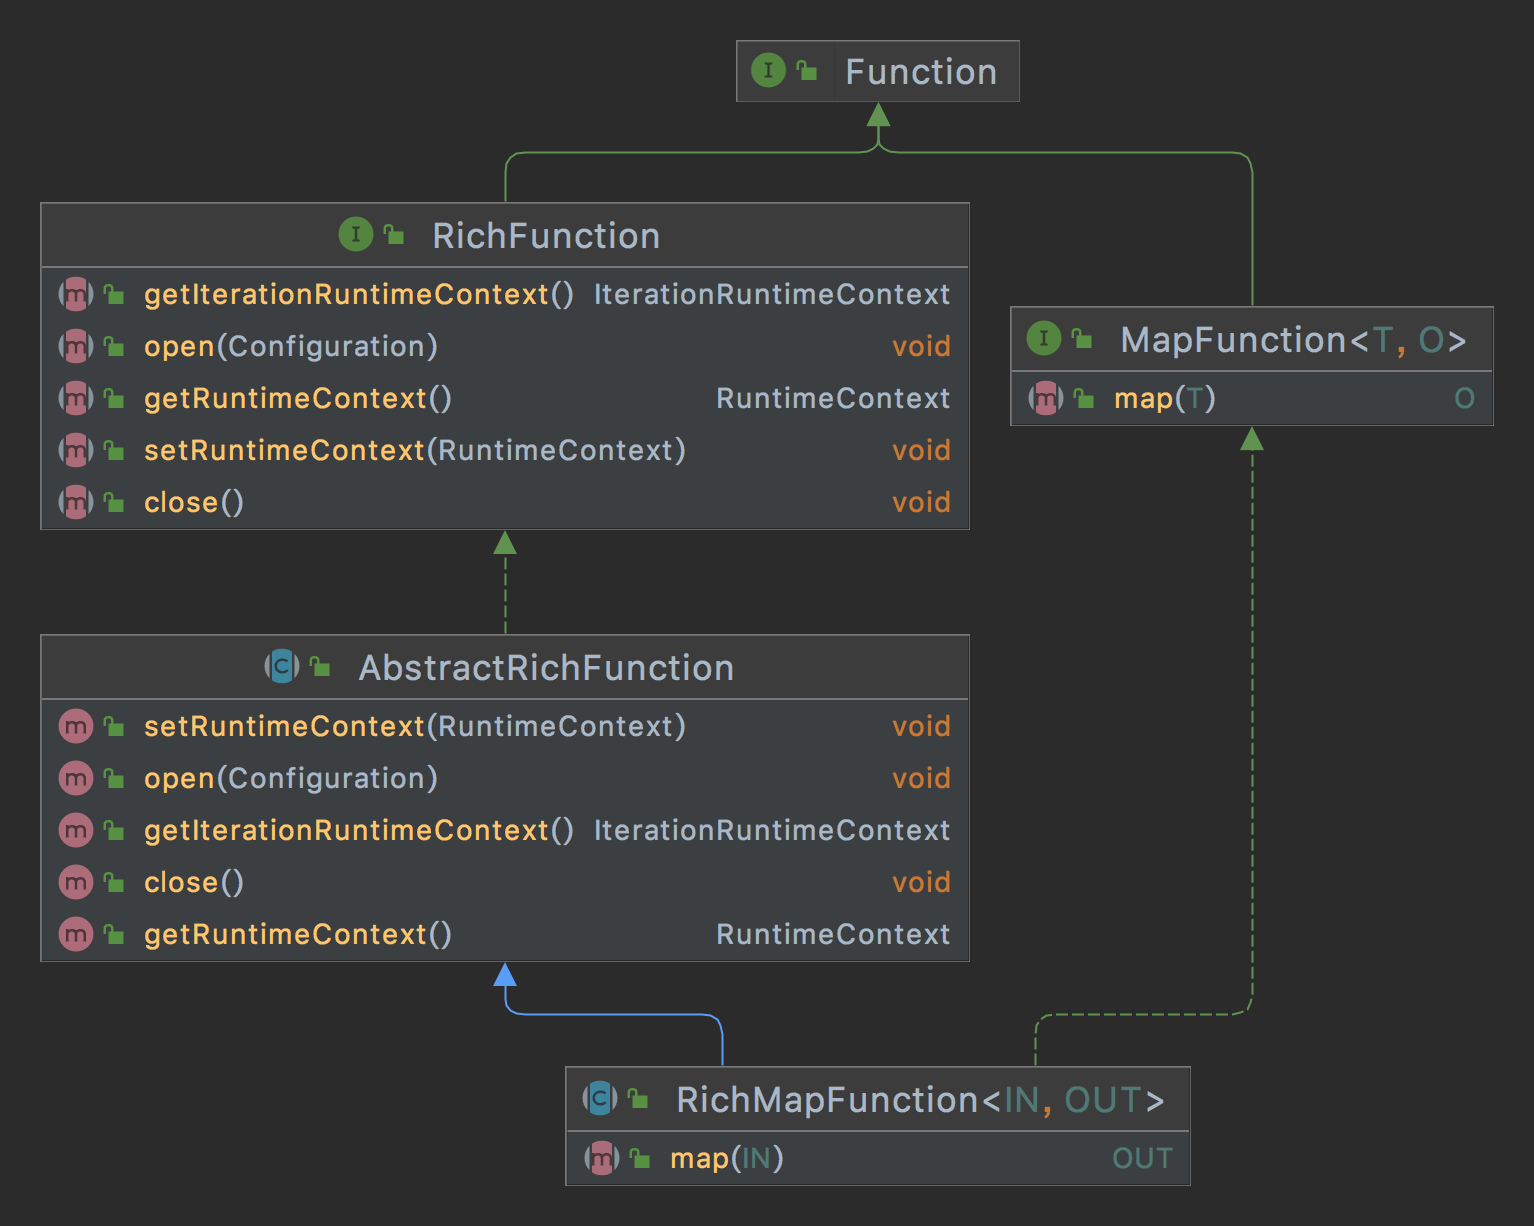 I Function
I RichFunction
m getIterationRuntimeContext() IterationRuntimeContext
m open(Configuration) void
m getRuntimeContext() RuntimeContext
m setRuntimeContext(RuntimeContext) void
m close() void
I MapFunction<T, O>
m map(T) O
C AbstractRichFunction
m setRuntimeContext(RuntimeContext) void
m open(Configuration) void
m getIterationRuntimeContext() IterationRuntimeContext
m close() void
m getRuntimeContext() RuntimeContext
C RichMapFunction<IN, OUT>
m map(IN) OUT